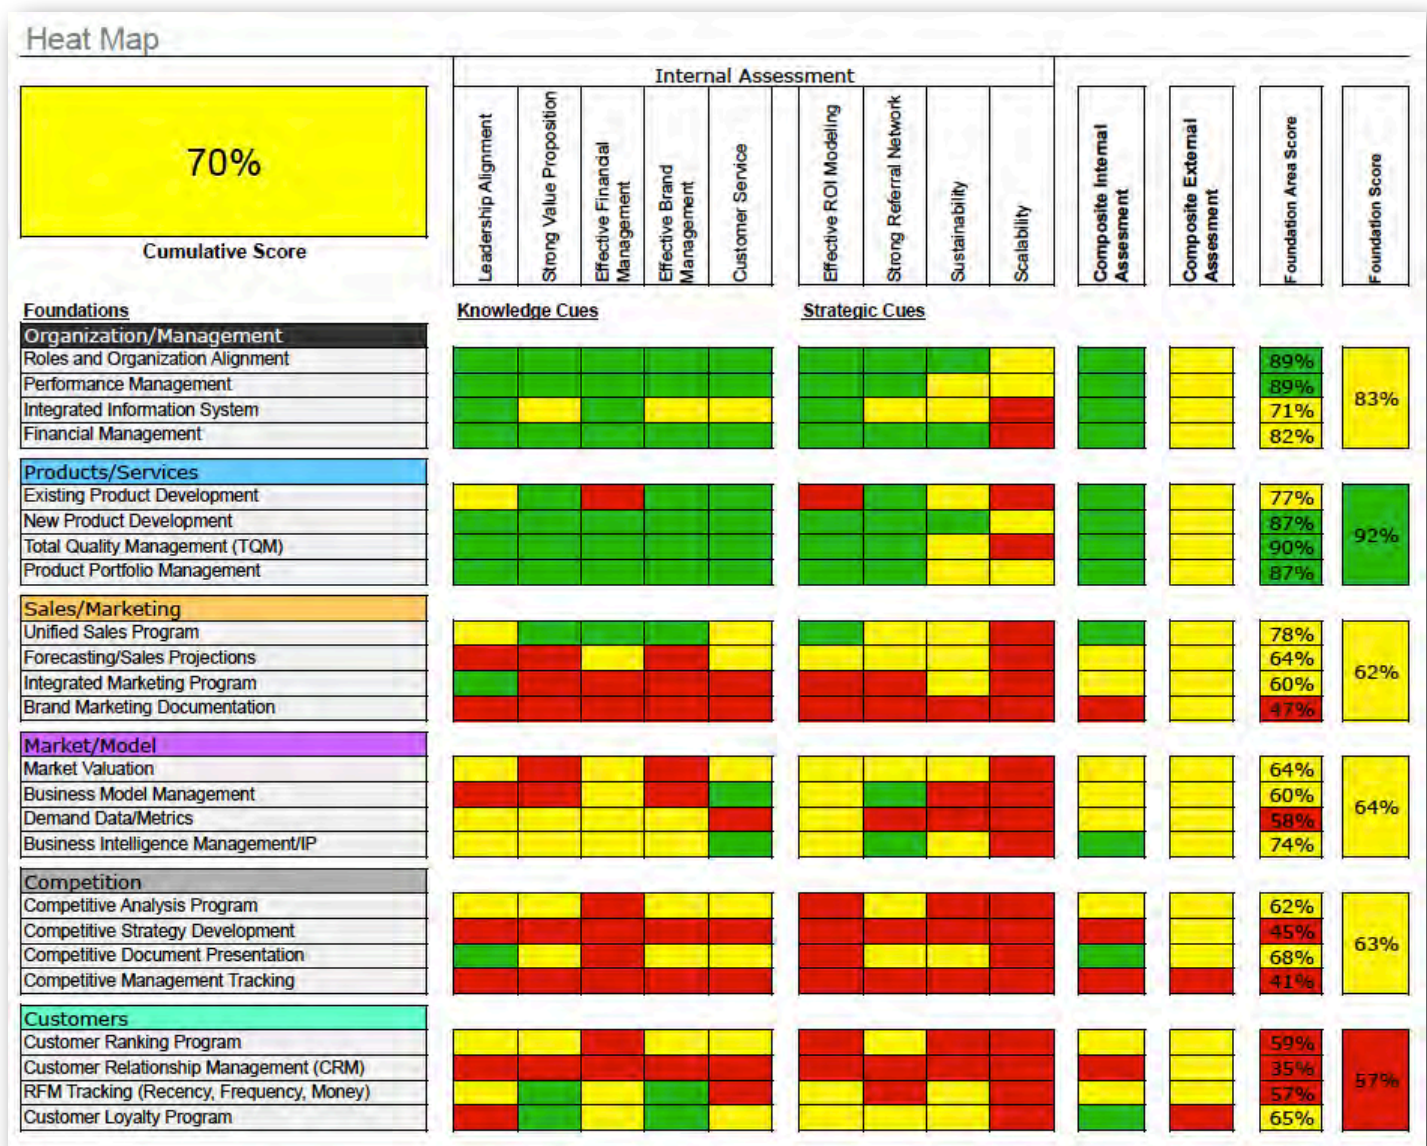 Heat Map
Internal Assessment
70%
Cumulative Score
Leadership Alignment
Strong Value Proposition
Effective Financial
Management
Effective Brand
Management
Customer Service
Effective ROI Modeling
Strong Referral Network
Sustainability
Scalability
Composite Internal
Assesment
Composite External
Assesment
Foundation Area Score
Foundation Score
Foundations Knowledge Cues Strategic Cues
Organization/Management
Roles and Organization Alignment 89%
Performance Management 89%
Integrated Information System 71%
Financial Management 82%
83%
Products/Services
Existing Product Development 77%
New Product Development 87%
Total Quality Management (TQM) 90%
Product Portfolio Management 87%
92%
Sales/Marketing
Unified Sales Program 78%
Forecasting/Sales Projections 64%
Integrated Marketing Program 60%
Brand Marketing Documentation 47%
62%
Market/Model
Market Valuation 64%
Business Model Management 60%
Demand Data/Metrics 58%
Business Intelligence Management/IP 74%
64%
Competition
Competitive Analysis Program 62%
Competitive Strategy Development 45%
Competitive Document Presentation 68%
Competitive Management Tracking 41%
63%
Customers
Customer Ranking Program 59%
Customer Relationship Management (CRM) 35%
RFM Tracking (Recency, Frequency, Money) 57%
Customer Loyalty Program 65%
57%